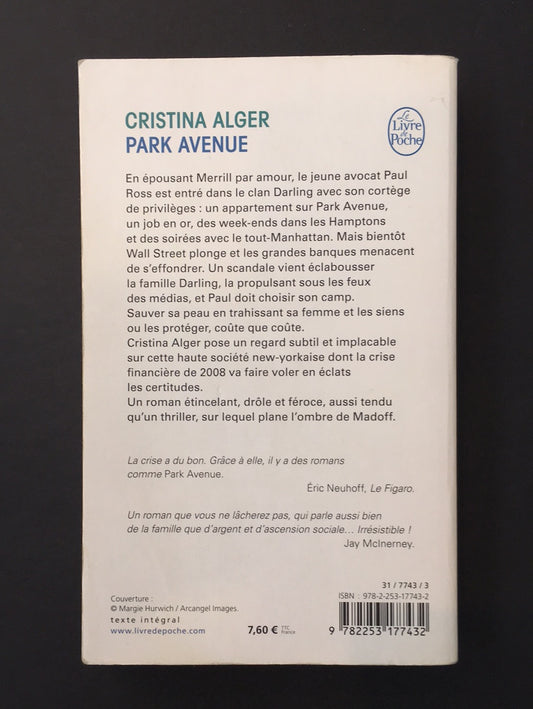 CRISTINA ALGER
PARK AVENUE
Le
Livre
de
Poche
En épousant Merrill par amour, le jeune avocat Paul
Ross est entré dans le clan Darling avec son cortège
de privilèges : un appartement sur Park Avenue,
un job en or, des week-ends dans les Hamptons
et des soirées avec le tout-Manhattan. Mais bientôt
Wall Street plonge et les grandes banques menacent
de s'effondrer. Un scandale vient éclabousser
la famille Darling, la propulsant sous les feux
des médias, et Paul doit choisir son camp.
Sauver sa peau en trahissant sa femme et les siens
ou les protéger, coûte que coûte.
Cristina Alger pose un regard subtil et implacable
sur cette haute société new-yorkaise dont la crise
financière de 2008 va faire voler en éclats
les certitudes.
Un roman étincelant, drôle et féroce, aussi tendu
qu'un thriller, sur lequel plane l'ombre de Madoff.
La crise a du bon. Grâce à elle, il y a des romans
comme Park Avenue.
Éric Neuhoff, Le Figaro.
Un roman que vous ne lâcherez pas, qui parle aussi bien
de la famille que d'argent et d'ascension sociale... Irrésistible !
Jay McInerney.
31 / 7743 / 3
ISBN : 978-2-253-17743-2
Couverture :
© Margie Hurwich / Arcangel Images.
texte intégral
www.livredepoche.com
7,60 € TTC
France
9 782253 177432